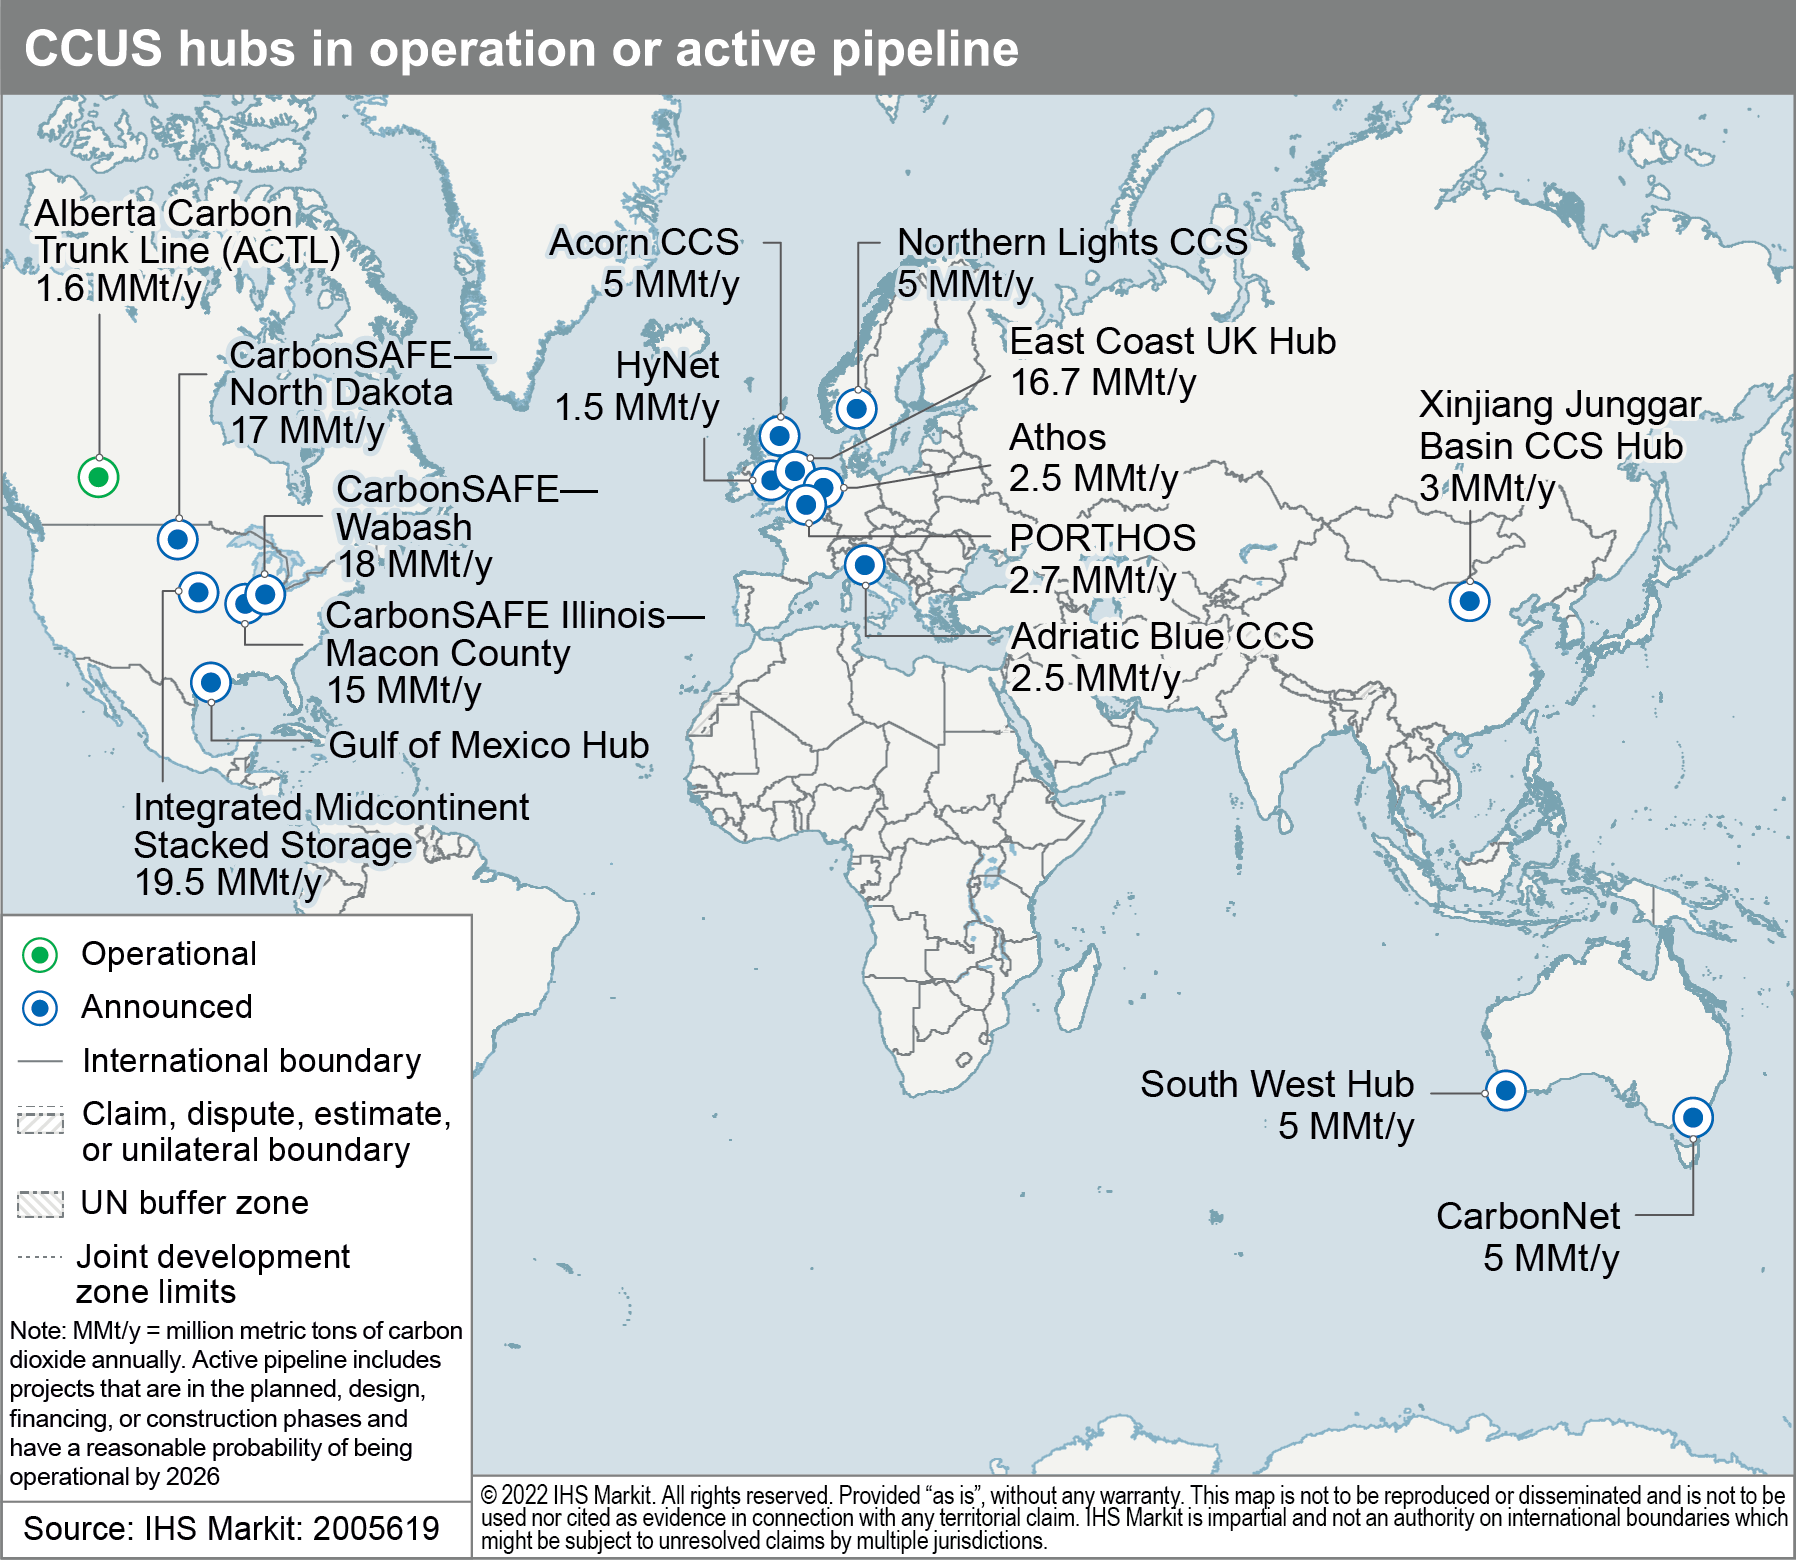 CCUS hubs in operation or active pipeline
Alberta Carbon
Trunk Line (ACTL)
1.6 MMt/y
CarbonSAFE—
North Dakota
17 MMt/y
CarbonSAFE—
Wabash
18 MMt/y
CarbonSAFE Illinois—
Macon County
15 MMt/y
Gulf of Mexico Hub
Integrated Midcontinent
Stacked Storage
19.5 MMt/y
Acorn CCS
5 MMt/y
HyNet
1.5 MMt/y
Northern Lights CCS
5 MMt/y
East Coast UK Hub
16.7 MMt/y
Athos
2.5 MMt/y
PORTHOS
2.7 MMt/y
Adriatic Blue CCS
2.5 MMt/y
Xinjiang Junggar
Basin CCS Hub
3 MMt/y
South West Hub
5 MMt/y
CarbonNet
5 MMt/y
Operational
Announced
International boundary
Claim, dispute, estimate,
or unilateral boundary
UN buffer zone
Joint development
zone limits
Note: MMt/y = million metric tons of carbon
dioxide annually. Active pipeline includes
projects that are in the planned, design,
financing, or construction phases and
have a reasonable probability of being
operational by 2026
Source: IHS Markit: 2005619
© 2022 IHS Markit. All rights reserved. Provided “as is”, without any warranty. This map is not to be reproduced or disseminated and is not to be
used nor cited as evidence in connection with any territorial claim. IHS Markit is impartial and not an authority on international boundaries which
might be subject to unresolved claims by multiple jurisdictions.